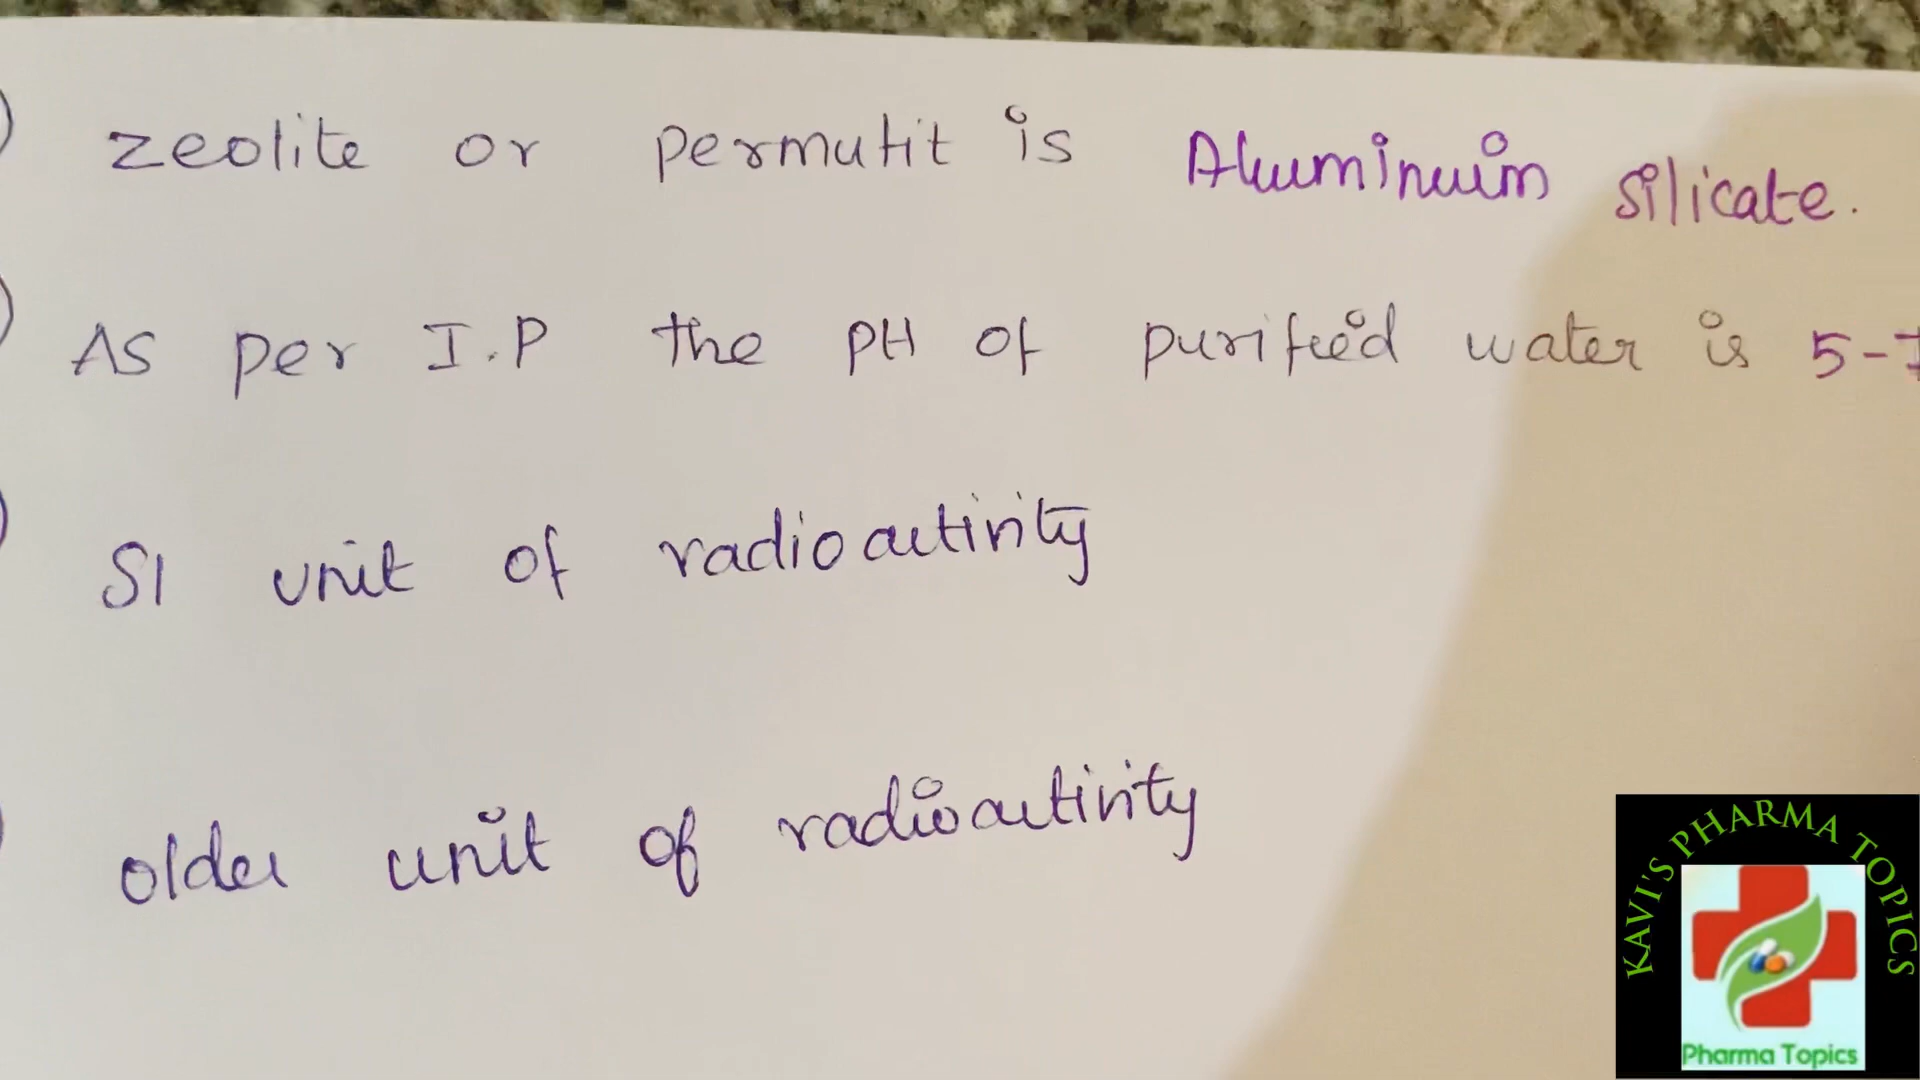 ) zeolite or permutit is Aluminuim silicate.
) As per I.P the PH of purified water is 5-7
) SI unit of radioactivity
) older unit of radioactivity
KAVI'S PHARMA TOPICS
Pharma Topics